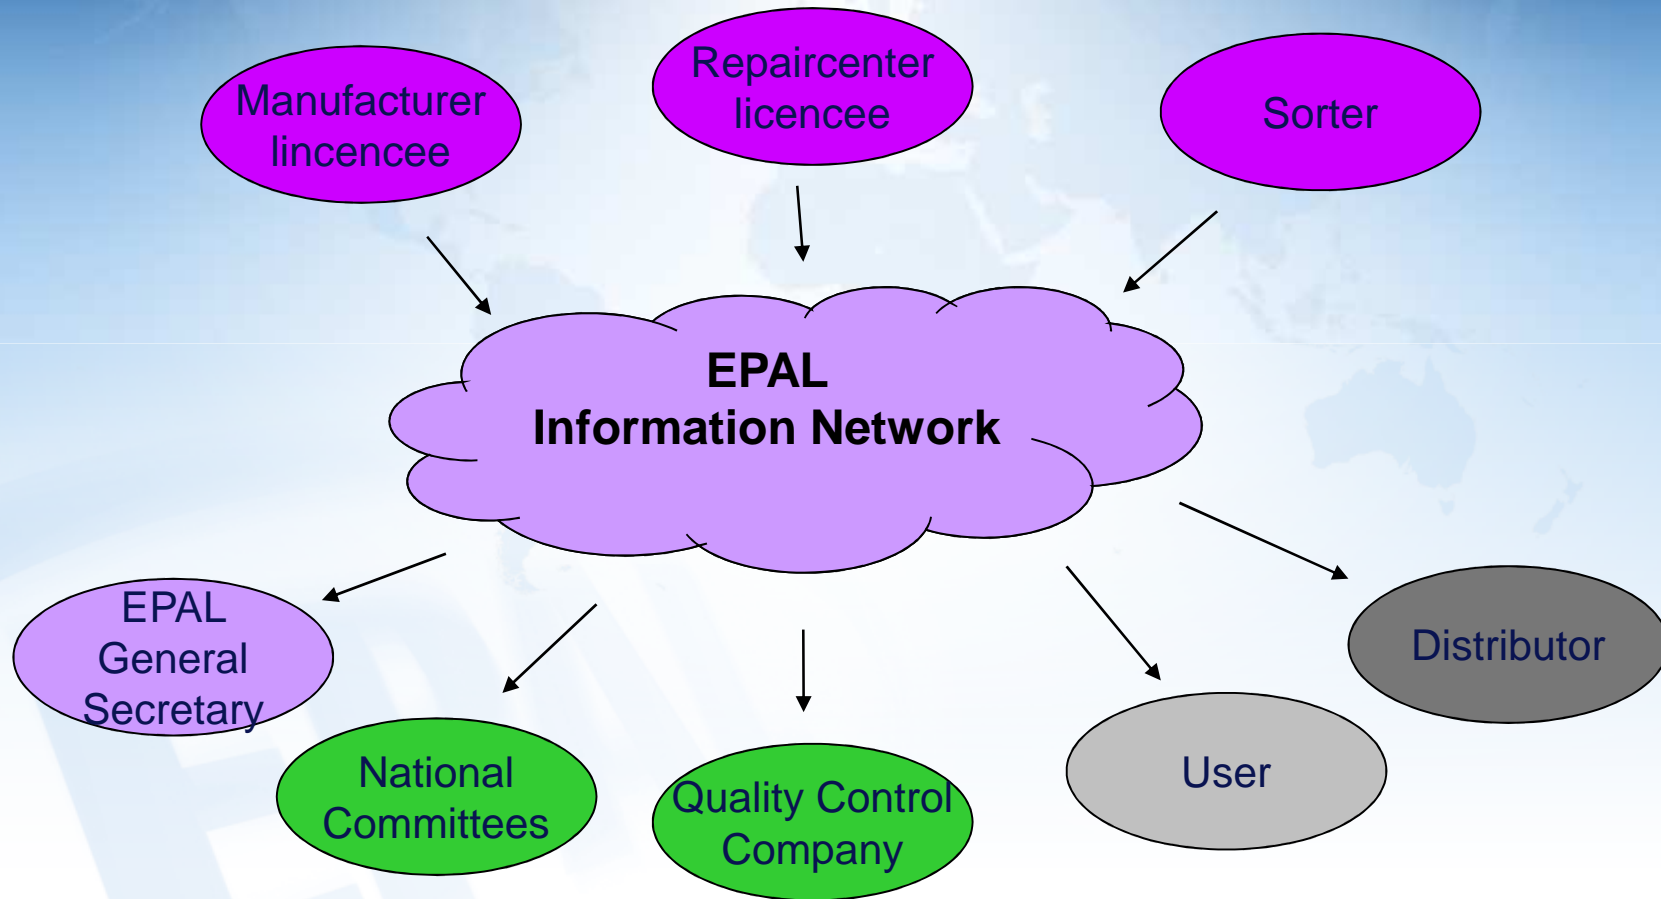 Manufacturer
lincencee
Repaircenter
licencee
Sorter
EPAL
Information Network
EPAL
General
Secretary
National
Committees
Quality Control
Company
User
Distributor